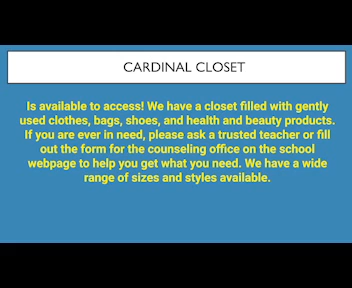 CARDINAL CLOSET
Is available to access! We have a closet filled with gently
used clothes, bags, shoes, and health and beauty products.
If you are ever in need, please ask a trusted teacher or fill
out the form for the counseling office on the school
webpage to help you get what you need. We have a wide
range of sizes and styles available.